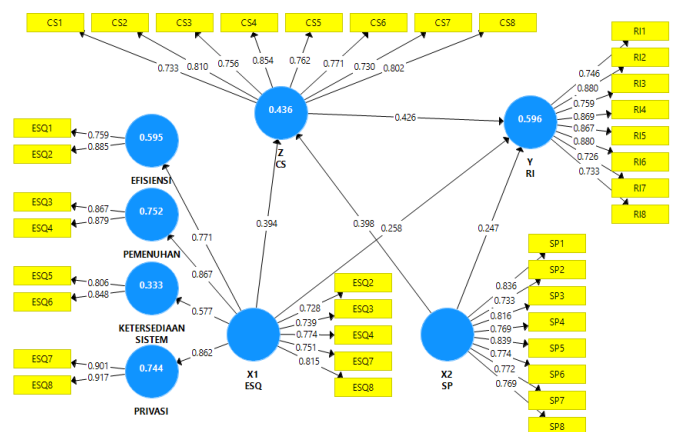 CS1 CS2 CS3 CS4 CS5 CS6 CS7 CS8
0.733 0.810 0.756 0.854 0.762 0.771 0.730 0.802
0.436
Z
CS
0.426
0.596
Y
RI
RI1
RI2
RI3
RI4
RI5
RI6
RI7
RI8
0.746
0.880
0.759
0.869
0.867
0.880
0.726
0.733
ESQ1
ESQ2
0.759
0.885
0.595
EFISIENSI
ESQ3
ESQ4
0.867
0.879
0.752
PEMENUHAN
ESQ5
ESQ6
0.806
0.848
0.333
KETERSEDIAAN
SISTEM
ESQ7
ESQ8
0.901
0.917
0.744
PRIVASI
0.771
0.867
0.577
0.862
0.394
0.258
0.398
0.247
X1
ESQ
0.728
0.739
0.774
0.751
0.815
ESQ2
ESQ3
ESQ4
ESQ7
ESQ8
X2
SP
0.836
0.733
0.816
0.769
0.839
0.774
0.772
0.769
SP1
SP2
SP3
SP4
SP5
SP6
SP7
SP8